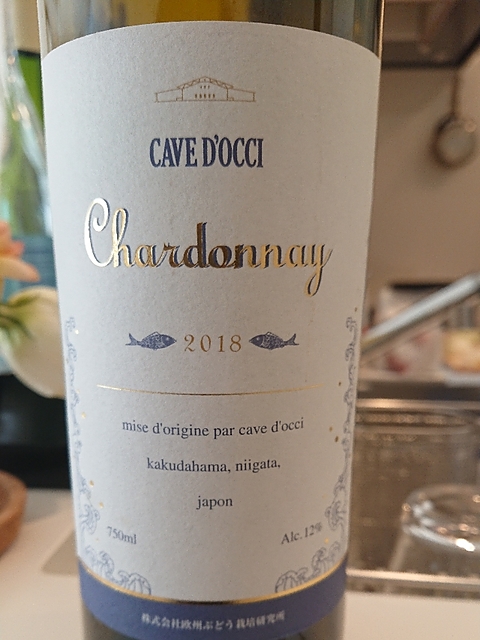 CAVE D'OCCI
Chardonnay
2018
mise d'origine par cave d'occi
kakudahama, niigata,
japon
750ml Alc.12%
株式会社欧州ぶどう栽培研究所